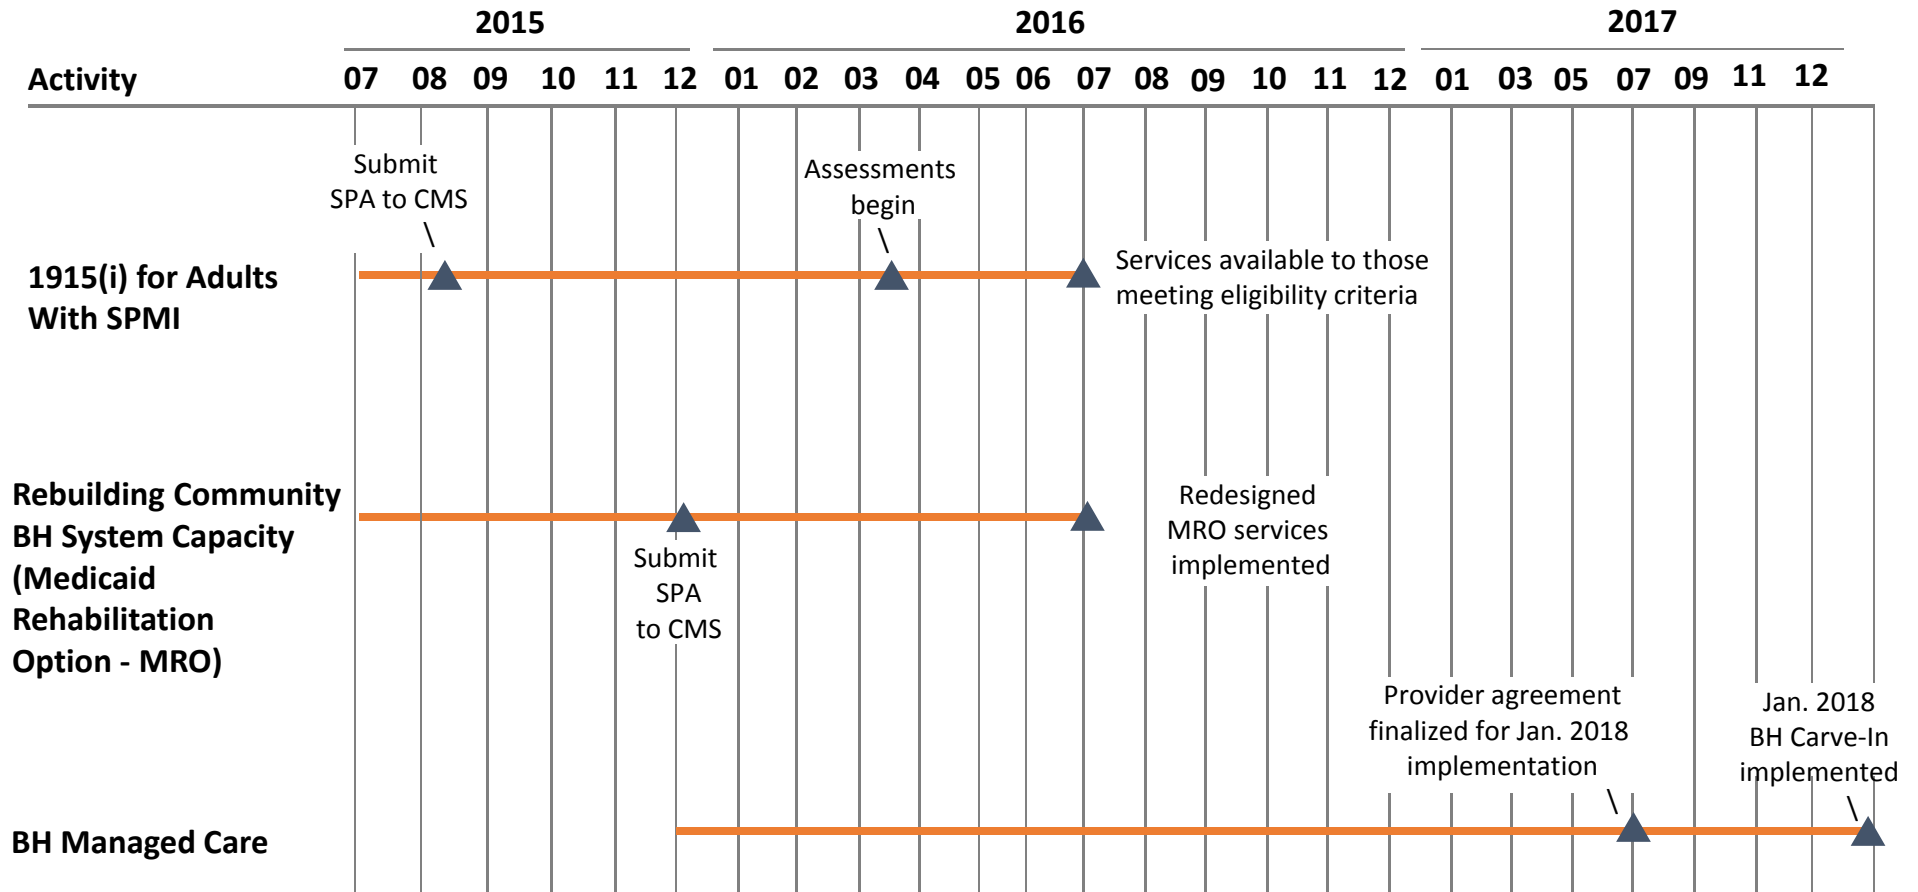 2015 2016 2017
Activity 07 08 09 10 11 12 01 02 03 04 05 06 07 08 09 10 11 12 01 03 05 07 09 11 12
Submit
SPA to CMS
Assessments
begin
1915(i) for Adults
With SPMI
Services available to those
meeting eligibility criteria
Rebuilding Community
BH System Capacity
(Medicaid
Rehabilitation
Option - MRO)
Submit
SPA
to CMS
Redesigned
MRO services
implemented
Provider agreement
finalized for Jan. 2018
implementation
Jan. 2018
BH Carve-In
implemented
BH Managed Care